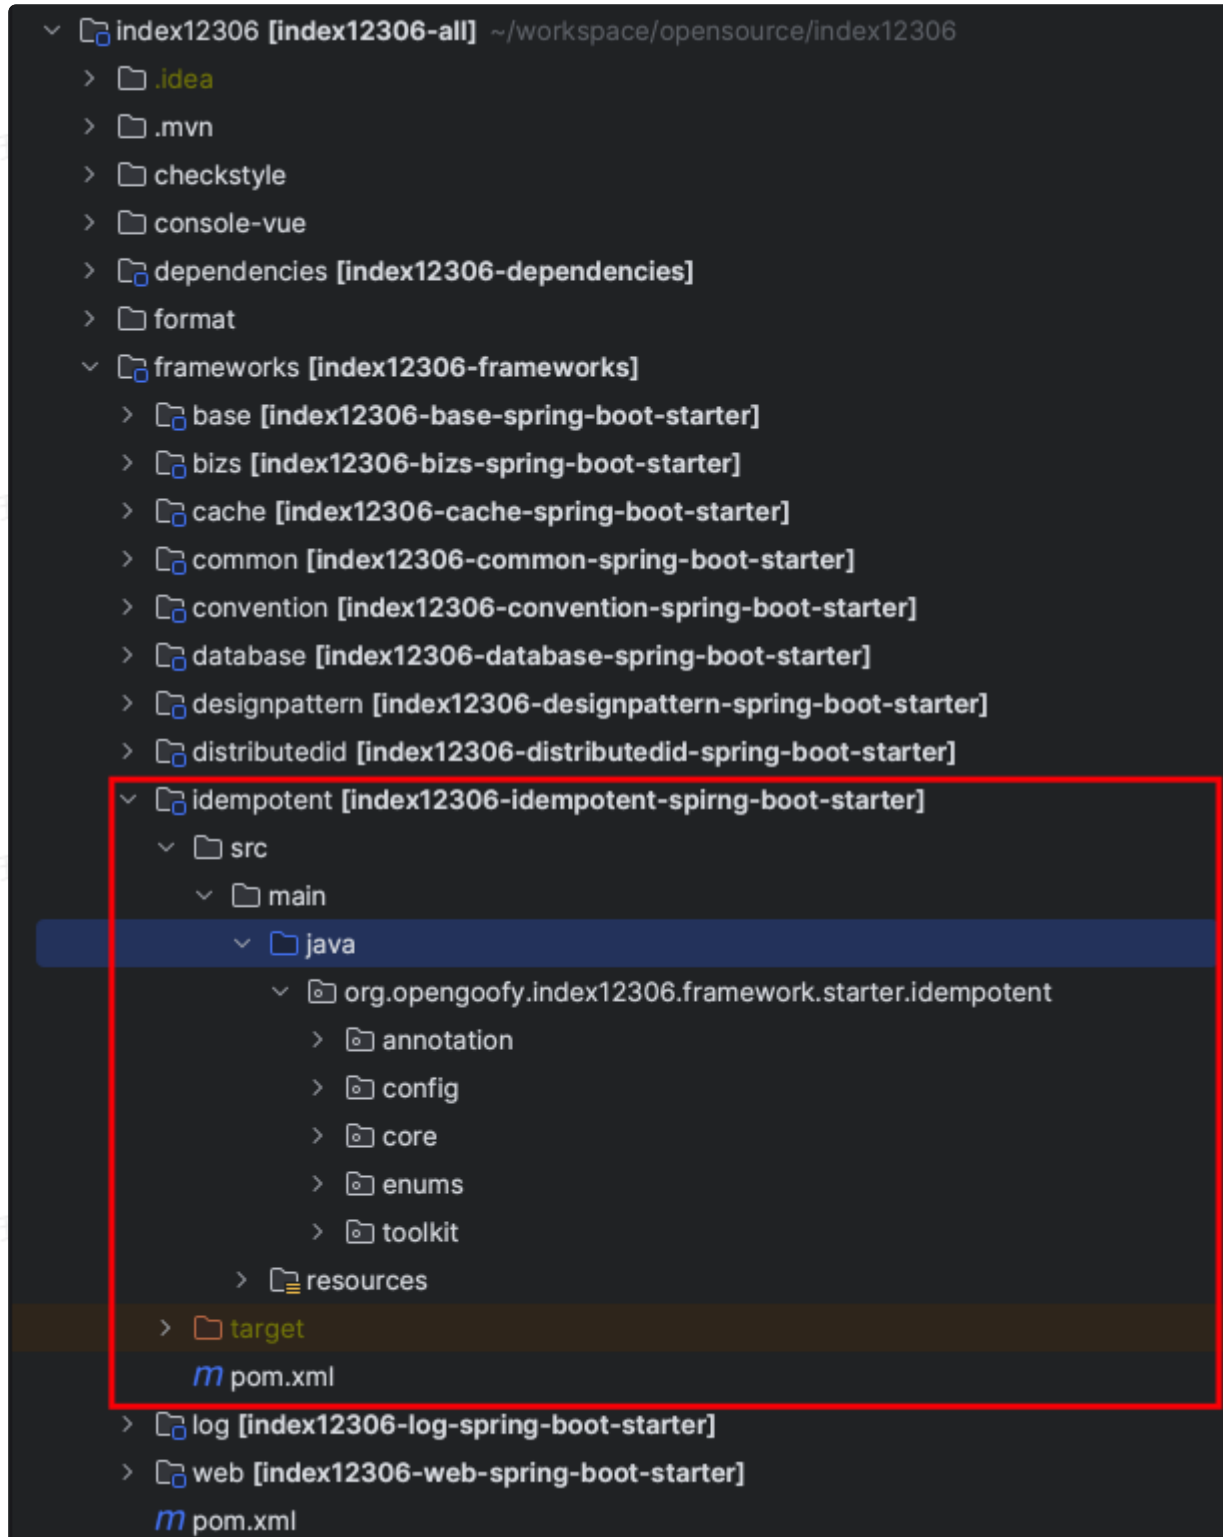 index12306 [index12306-all] ~/workspace/opensource/index12306
.idea
.mvn
checkstyle
console-vue
dependencies [index12306-dependencies]
format
frameworks [index12306-frameworks]
base [index12306-base-spring-boot-starter]
bizs [index12306-bizs-spring-boot-starter]
cache [index12306-cache-spring-boot-starter]
common [index12306-common-spring-boot-starter]
convention [index12306-convention-spring-boot-starter]
database [index12306-database-spring-boot-starter]
designpattern [index12306-designpattern-spring-boot-starter]
distributedid [index12306-distributedid-spring-boot-starter]
idempotent [index12306-idempotent-spirng-boot-starter]
src
main
java
org.opengoofy.index12306.framework.starter.idempotent
annotation
config
core
enums
toolkit
resources
target
m pom.xml
log [index12306-log-spring-boot-starter]
web [index12306-web-spring-boot-starter]
m pom.xml